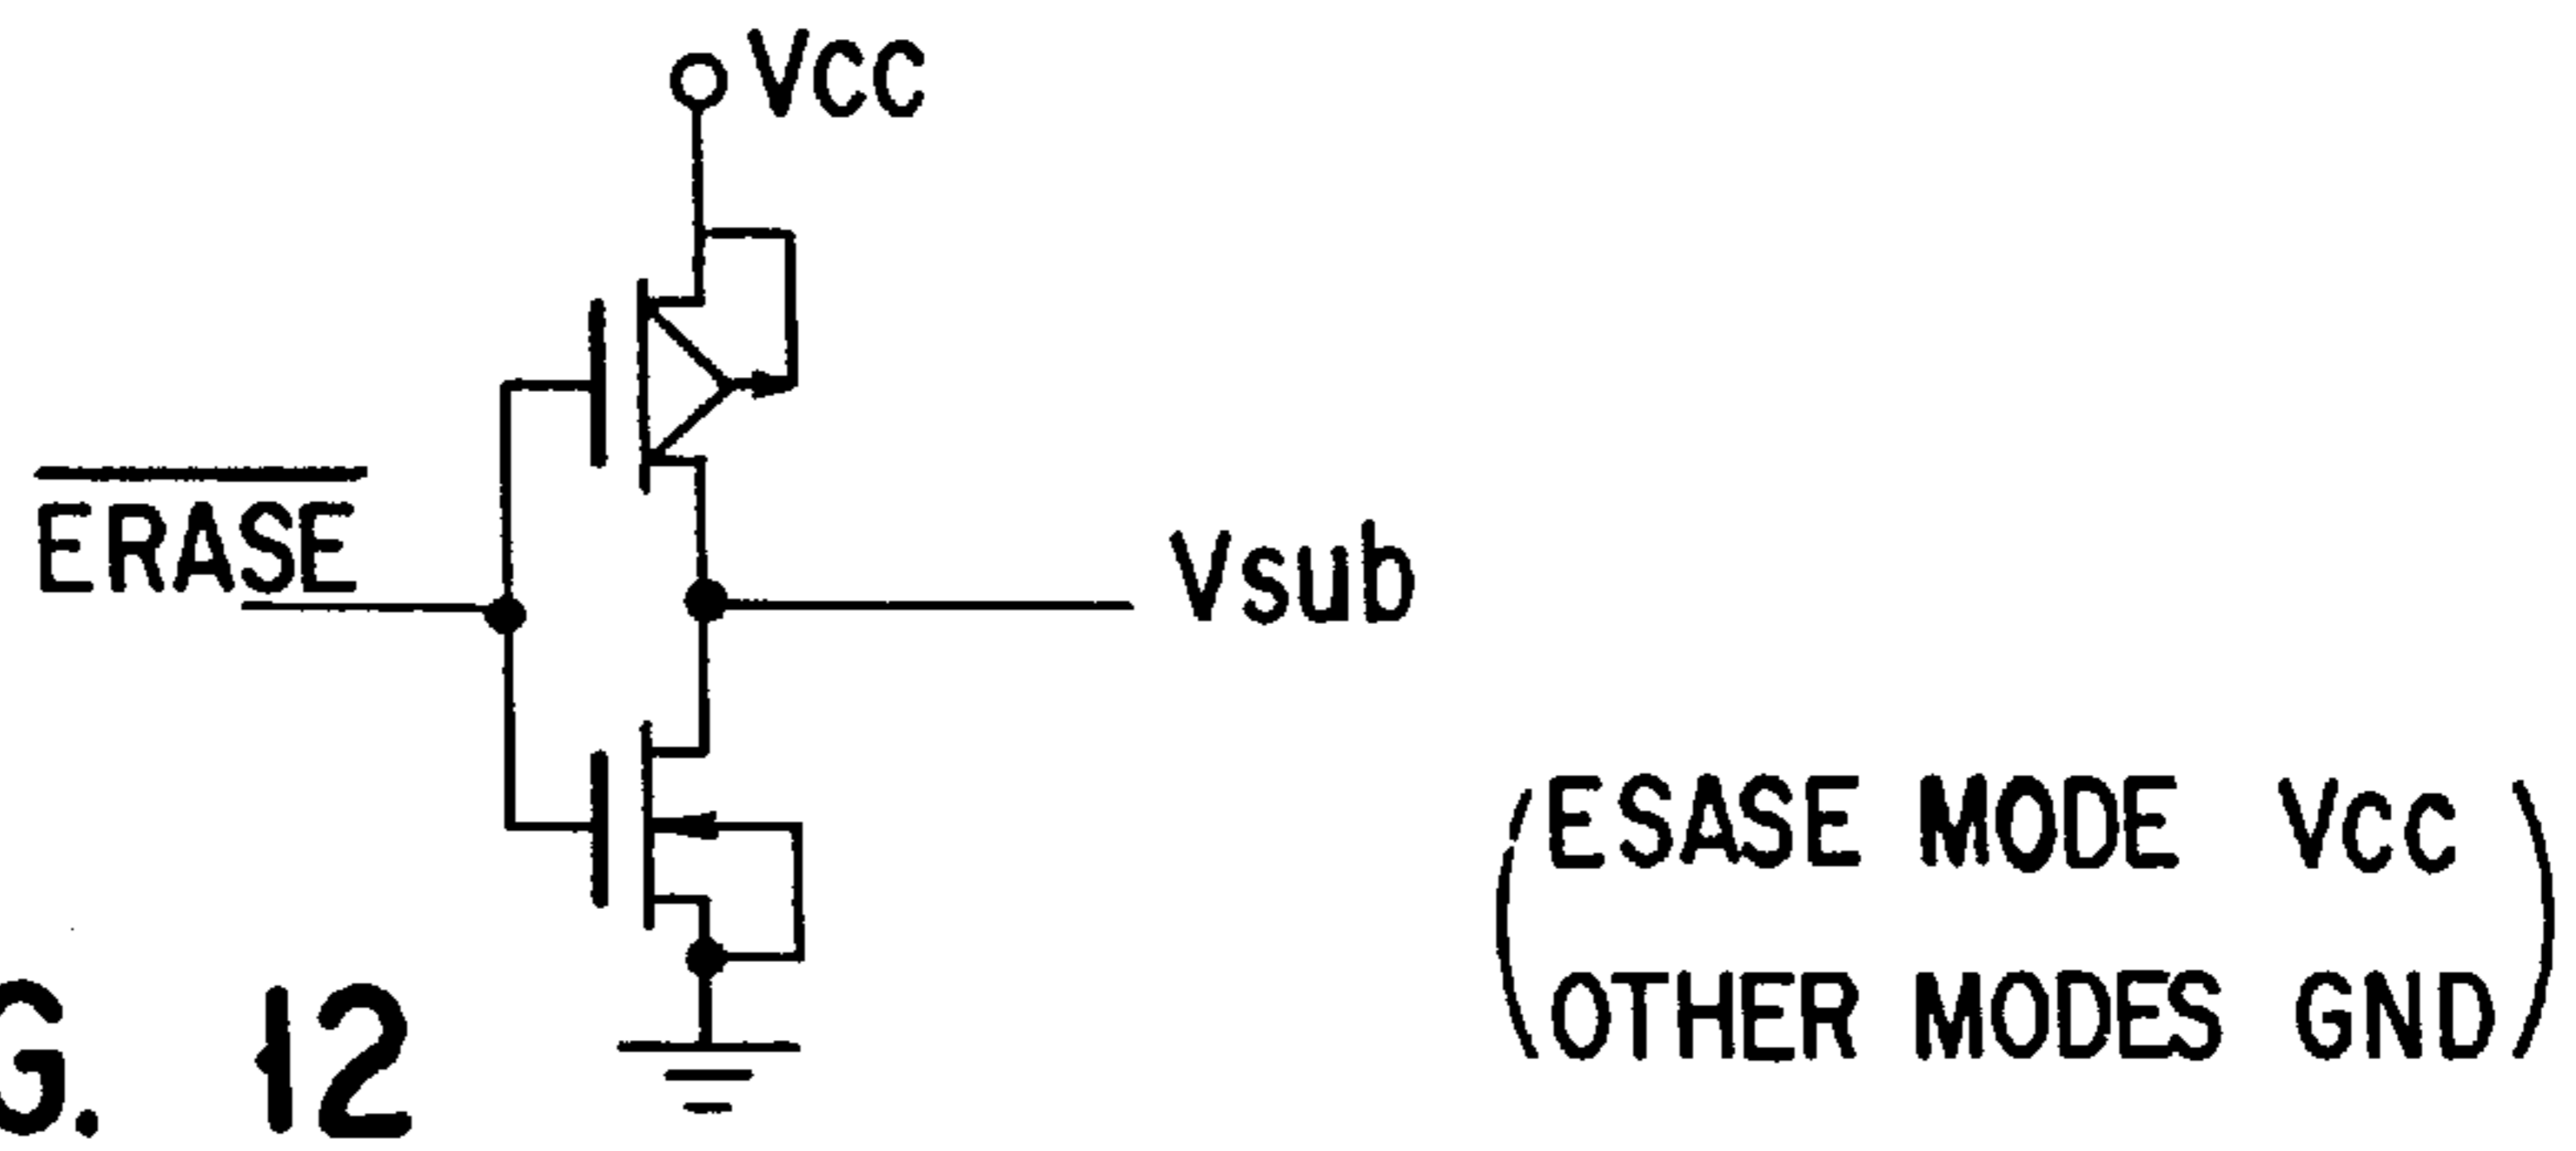 Vcc
ERASE
Vsub
(ESASE MODE Vcc
OTHER MODES GND)
G. 12